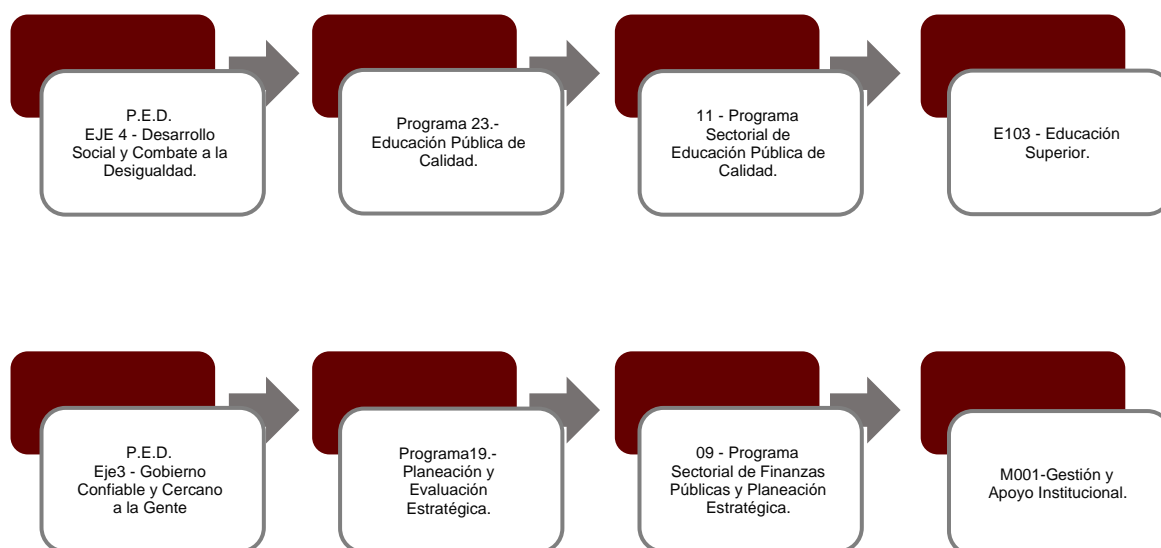 P.E.D.
EJE 4 - Desarrollo
Social y Combate a la
Desigualdad.
Programa 23.-
Educación Pública de
Calidad.
11 - Programa
Sectorial de
Educación Pública de
Calidad.
E103 - Educación
Superior.
P.E.D.
Eje3 - Gobierno
Confiable y Cercano
a la Gente
Programa19.-
Planeación y
Evaluación
Estratégica.
09 - Programa
Sectorial de Finanzas
Públicas y Planeación
Estratégica.
M001-Gestión y
Apoyo Institucional.